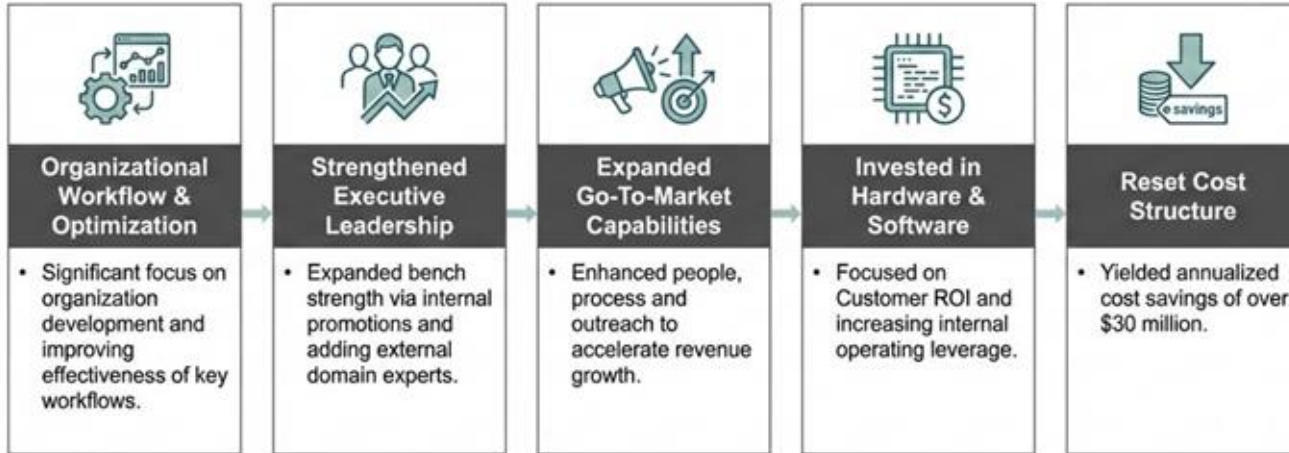 e savings
Organizational
Workflow &
Optimization
Strengthened
Executive
Leadership
Expanded
Go-To-Market
Capabilities
Invested in
Hardware &
Software
Reset Cost
Structure
• Significant focus on
organization
development and
improving
effectiveness of key
workflows.
• Expanded bench
strength via internal
promotions and
adding external
domain experts.
• Enhanced people,
process and
outreach to
accelerate revenue
growth.
• Focused on
Customer ROI and
increasing internal
operating leverage.
• Yielded annualized
cost savings of over
$30 million.
$